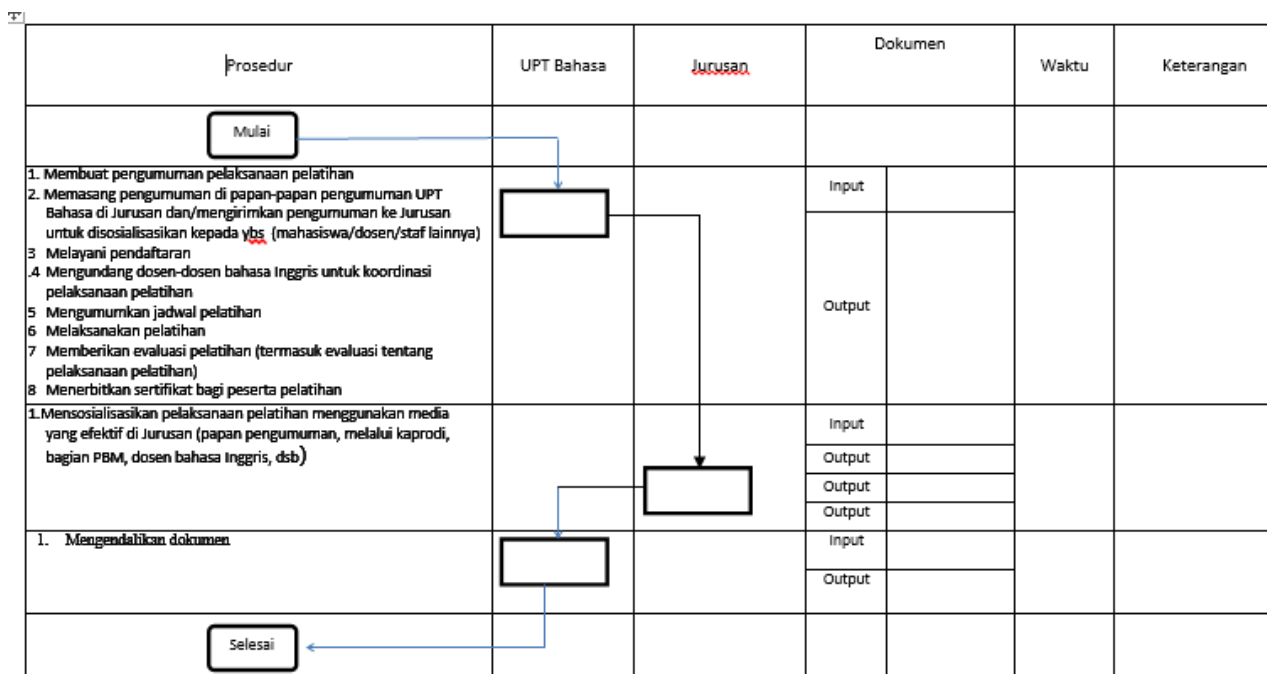 Prosedur
UPT Bahasa
Jurusan
Dokumen
Waktu
Keterangan
Mulai
1. Membuat pengumuman pelaksanaan pelatihan
2. Memasang pengumuman di papan-papan pengumuman UPT
Bahasa di Jurusan dan/mengirimkan pengumuman ke Jurusan
untuk disosialisasikan kepada ybs (mahasiswa/dosen/staf lainnya)
3 Melayani pendaftaran
.4 Mengundang dosen-dosen bahasa Inggris untuk koordinasi
pelaksanaan pelatihan
5 Mengumumkan jadwal pelatihan
6 Melaksanakan pelatihan
7 Memberikan evaluasi pelatihan (termasuk evaluasi tentang
pelaksanaan pelatihan)
8 Menerbitkan sertifikat bagi peserta pelatihan
Input
Output
1.Mensosialisasikan pelaksanaan pelatihan menggunakan media
yang efektif di Jurusan (papan pengumuman, melalui kaprodi,
bagian PBM, dosen bahasa Inggris, dsb)
Input
Output
Output
Output
1. Mengendalikan dokumen
Input
Output
Selesai